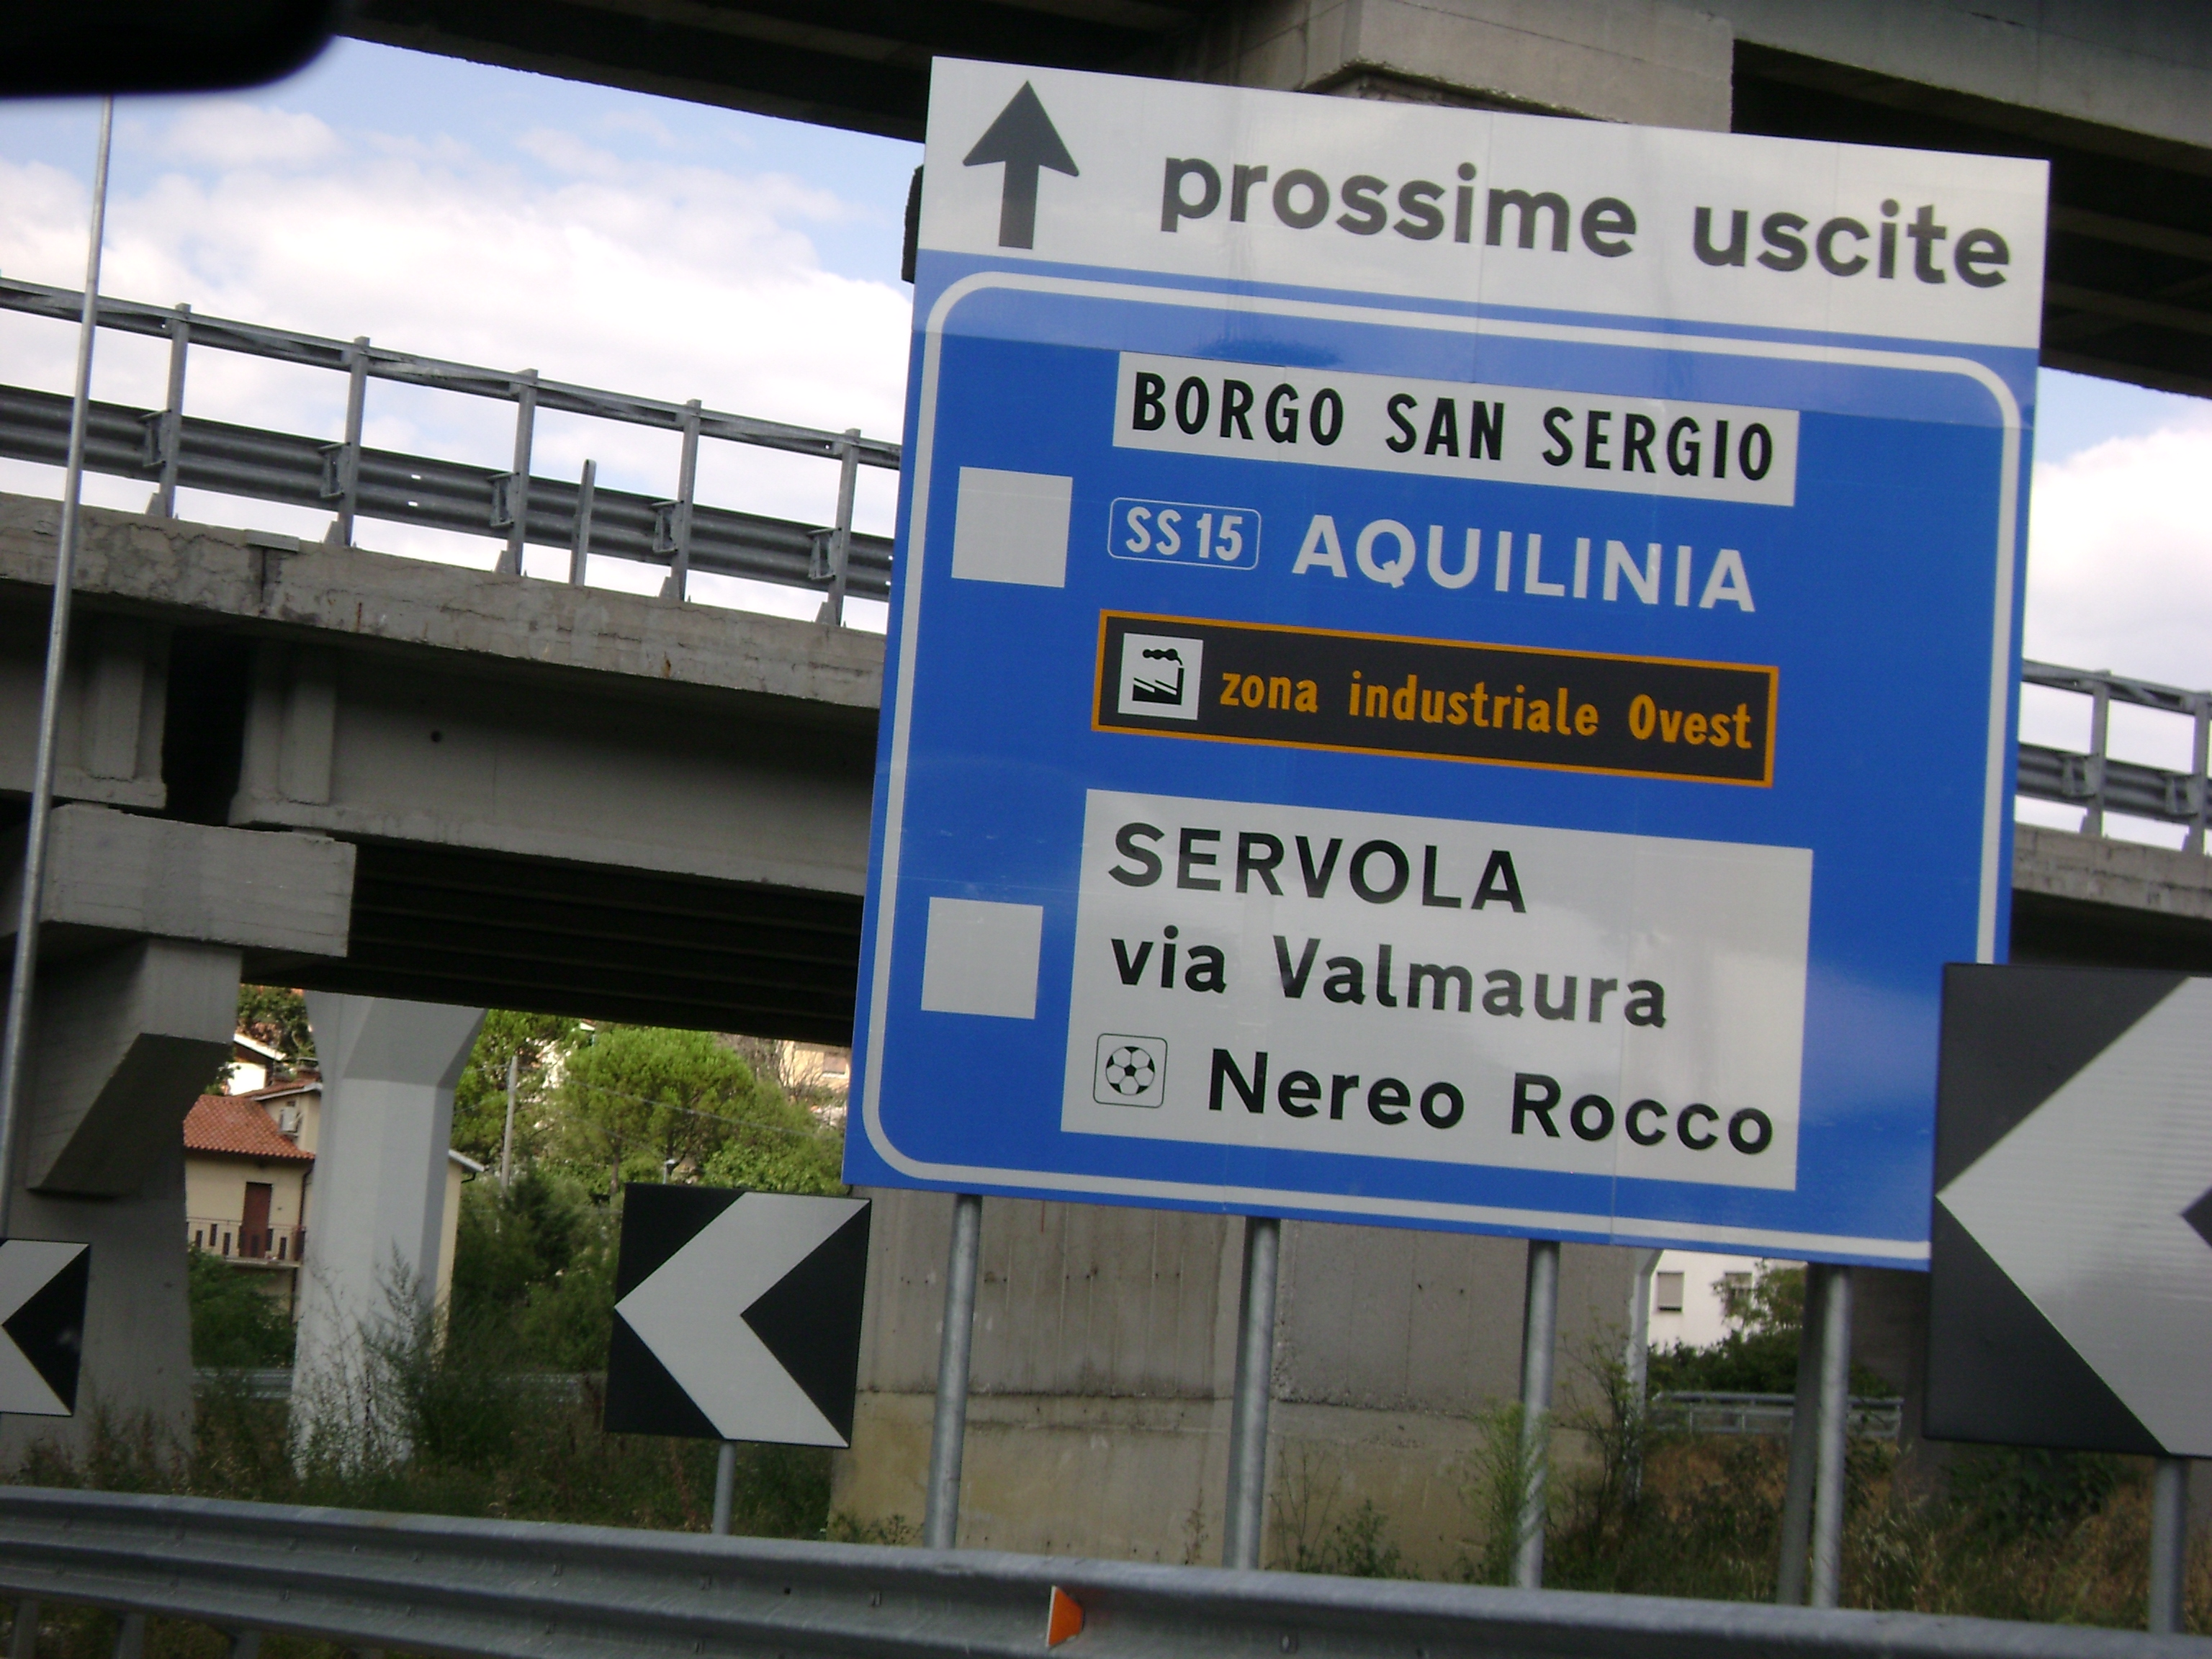 prossime uscite
BORGO SAN SERGIO
SS 15 AQUILINIA
zona industriale Ovest
SERVOLA
via Valmaura
Nereo Rocco